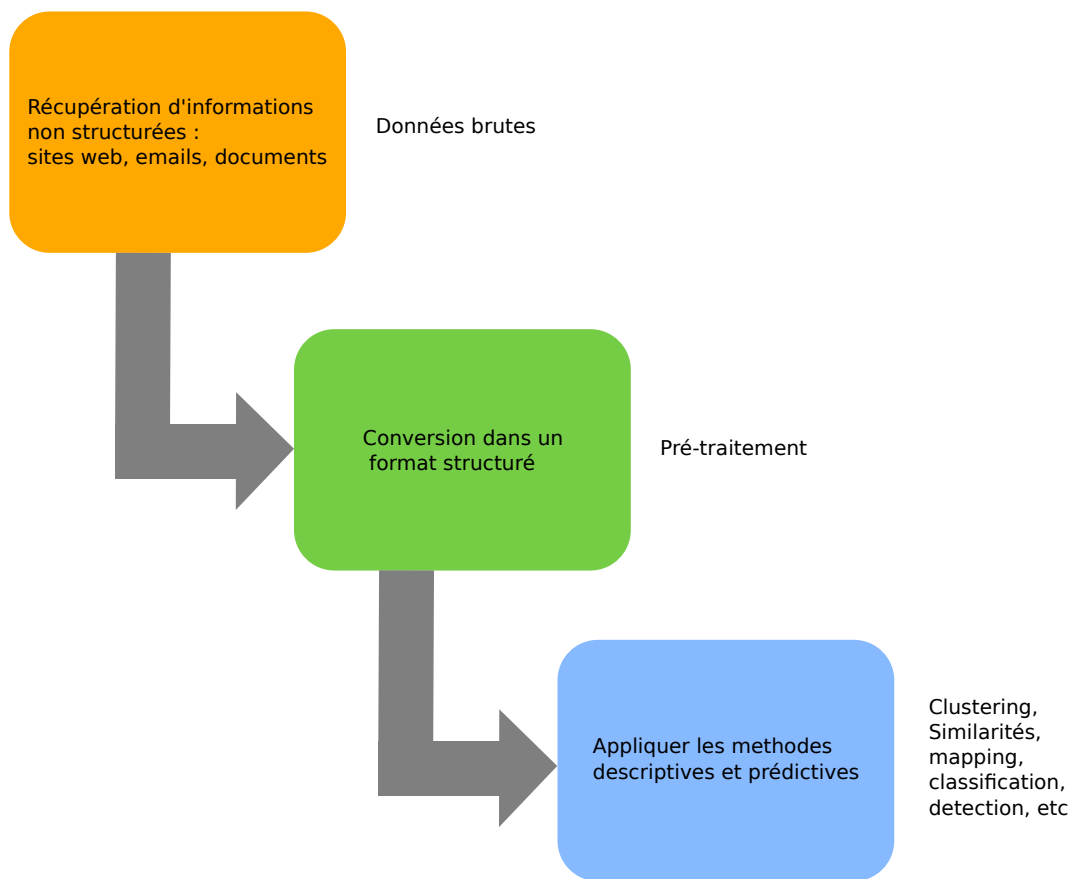 Récupération d'informations
non structurées :
sites web, emails, documents
Données brutes
Conversion dans un
format structuré
Pré-traitement
Appliquer les methodes
descriptives et prédictives
Clustering,
Similarités,
mapping,
classification,
detection, etc